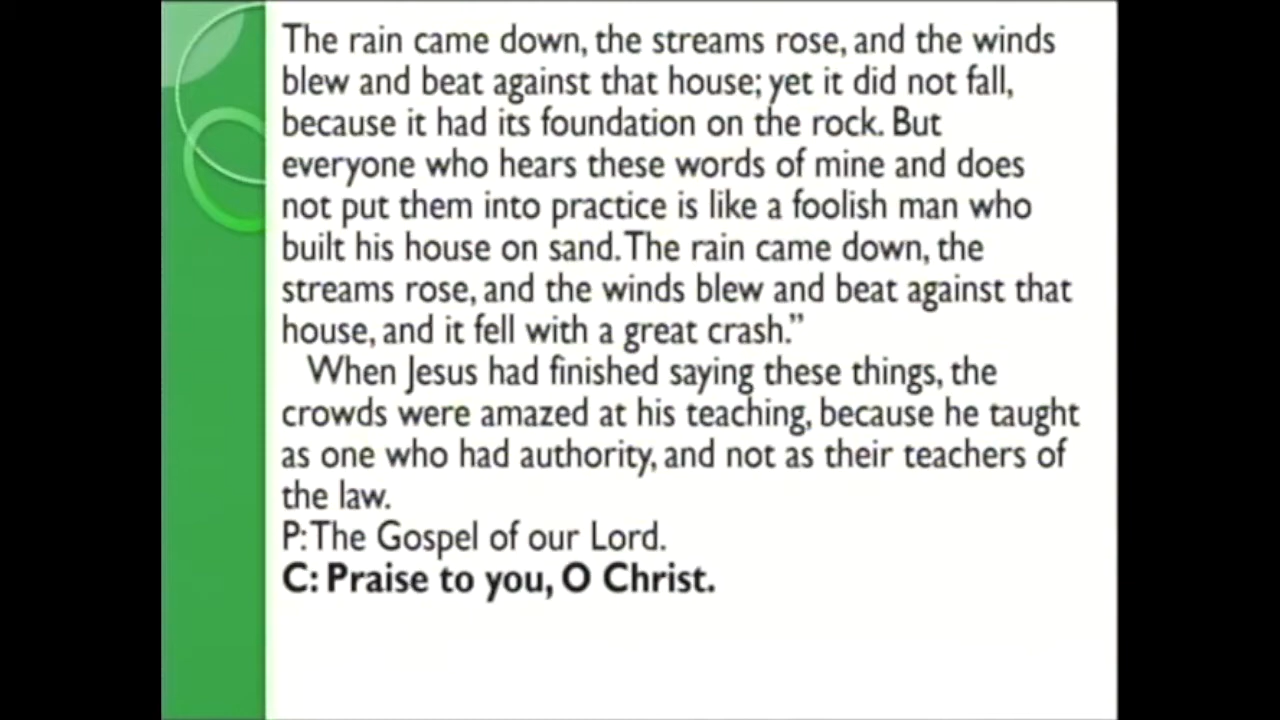 The rain came down, the streams rose, and the winds
blew and beat against that house; yet it did not fall,
because it had its foundation on the rock. But
everyone who hears these words of mine and does
not put them into practice is like a foolish man who
built his house on sand. The rain came down, the
streams rose, and the winds blew and beat against that
house, and it fell with a great crash.”
When Jesus had finished saying these things, the
crowds were amazed at his teaching, because he taught
as one who had authority, and not as their teachers of
the law.
P: The Gospel of our Lord.
C: Praise to you, O Christ.